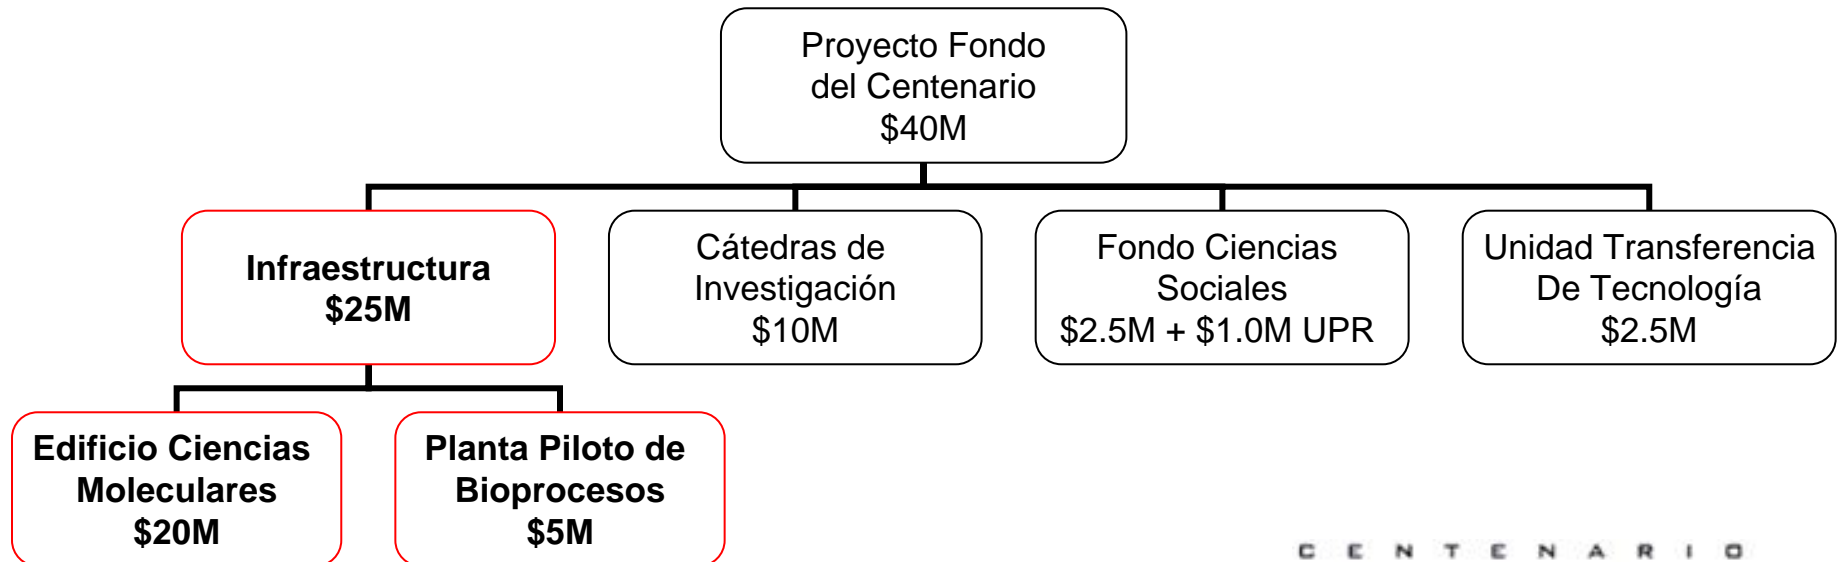 Proyecto Fondo
del Centenario
$40M
Infraestructura
$25M
Cátedras de
Investigación
$10M
Fondo Ciencias
Sociales
$2.5M + $1.0M UPR
Unidad Transferencia
De Tecnología
$2.5M
Edificio Ciencias
Moleculares
$20M
Planta Piloto de
Bioprocesos
$5M
CENTENARIO